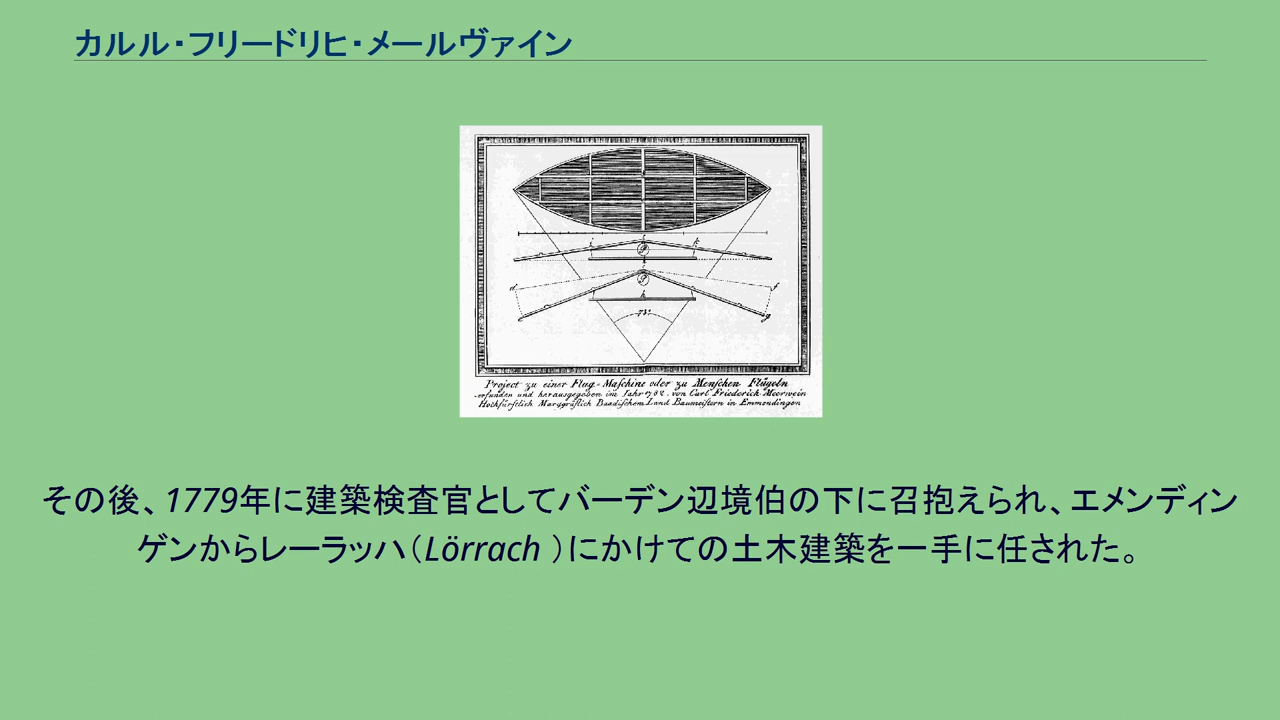 カルル・フリードリヒ・メールヴァイン
Project zu einer Flug-Maſchine oder zu Menſchen Flügeln
erfunden und herausgegeben im Jahr 1782. von Carl Friederich Meerwein
Hochfürſtlich Marggräflich Baadiſchem Land Baumeiſtern in Emmendingen
その後、1779年に建築検査官としてバーデン辺境伯の下に召抱えられ、エメンディン
ゲンからレーラッハ（Lörrach ）にかけての土木建築を一手に任された。